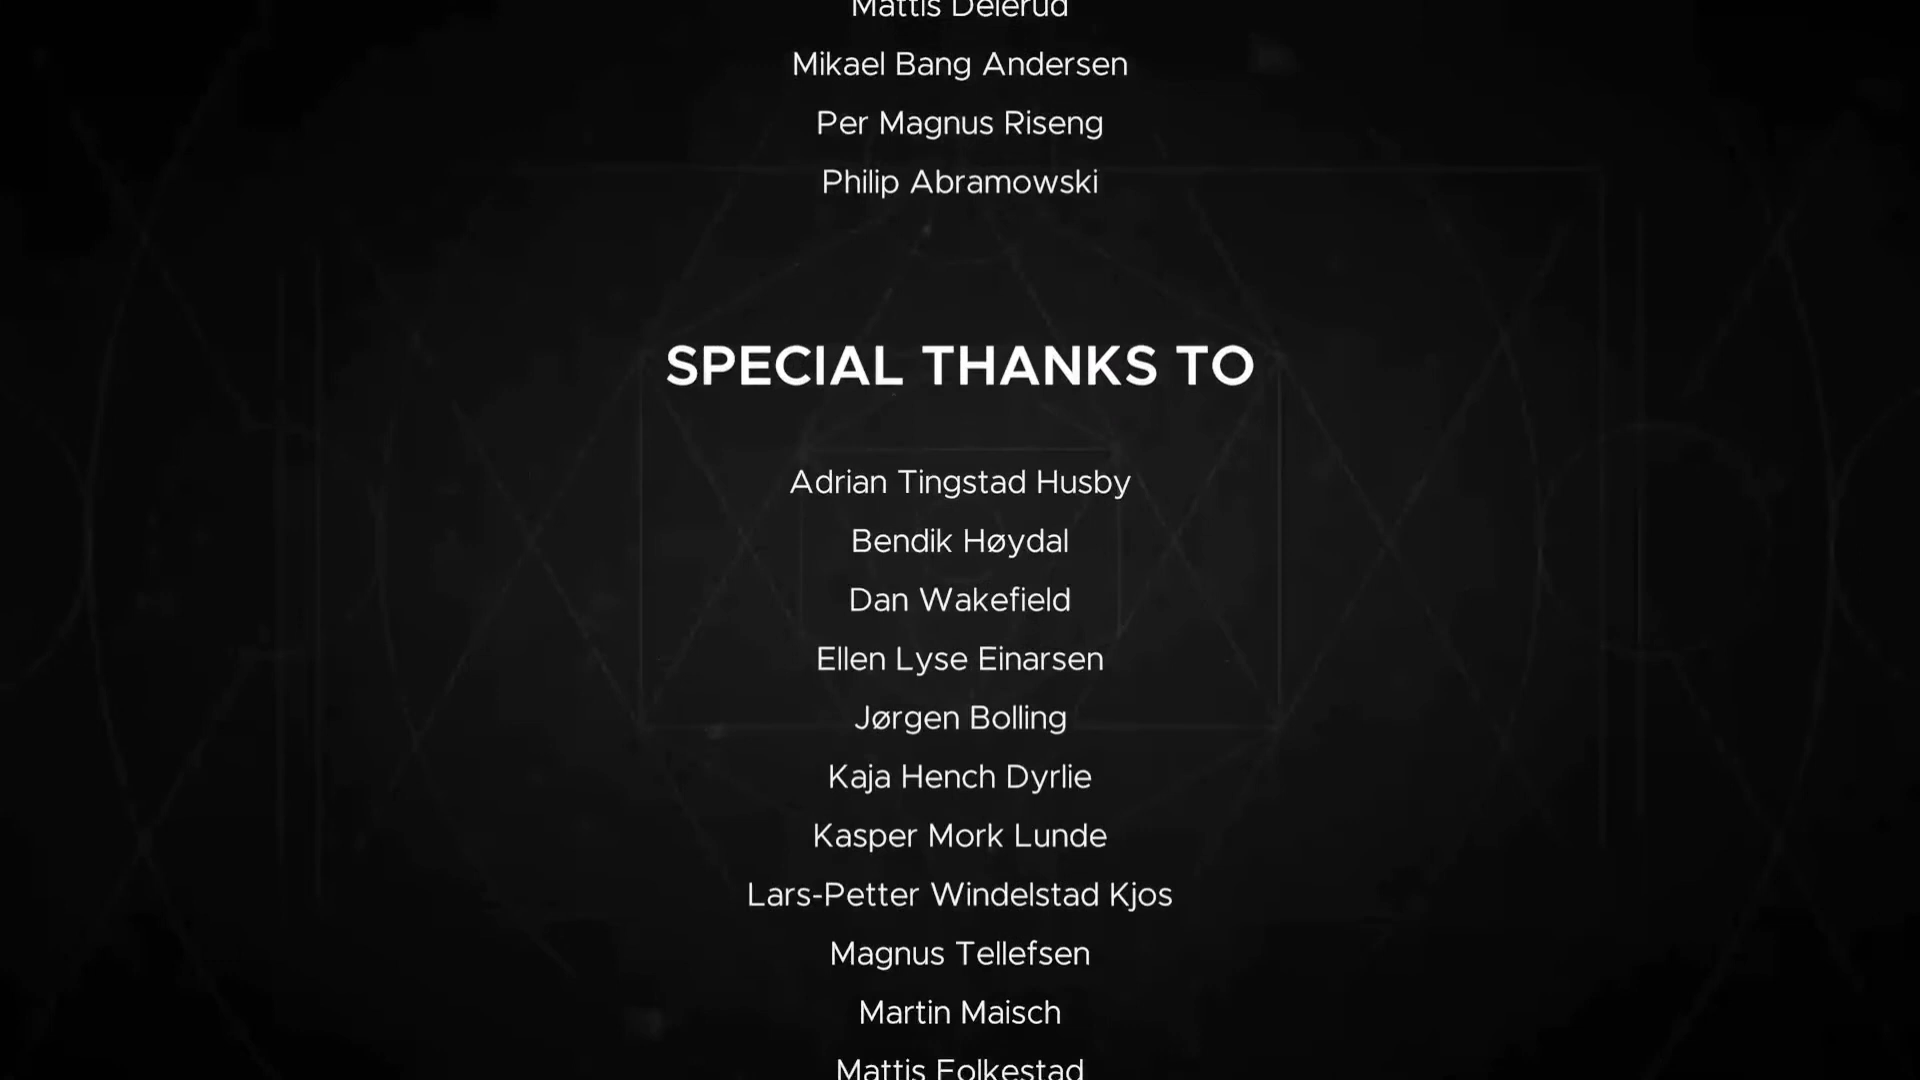 Mattis Delerud
Mikael Bang Andersen
Per Magnus Riseng
Philip Abramowski
SPECIAL THANKS TO
Adrian Tingstad Husby
Bendik Høydal
Dan Wakefield
Ellen Lyse Einarsen
Jørgen Bolling
Kaja Hench Dyrlie
Kasper Mork Lunde
Lars-Petter Windelstad Kjos
Magnus Tellefsen
Martin Maisch
Mattis Folkestad